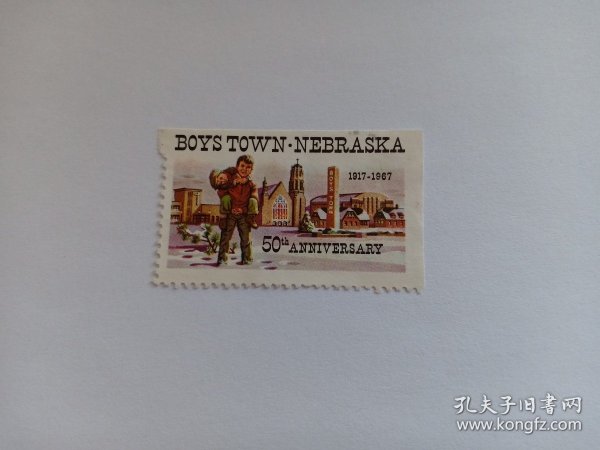 BOYS TOWN·NEBRASKA
1917-1967
BOYS TOWN
50th ANNIVERSARY
孔夫子旧书网
www.kongfz.com